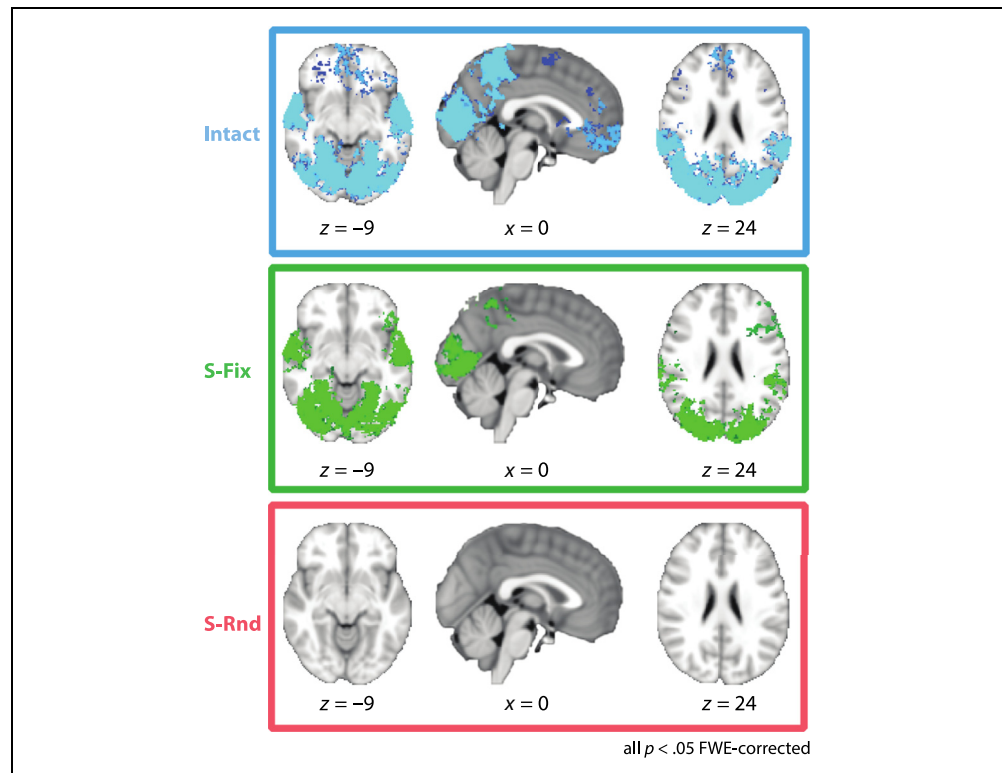 Intact
z = –9 x = 0 z = 24
S-Fix
z = –9 x = 0 z = 24
S-Rnd
z = –9 x = 0 z = 24
all p < .05 FWE-corrected